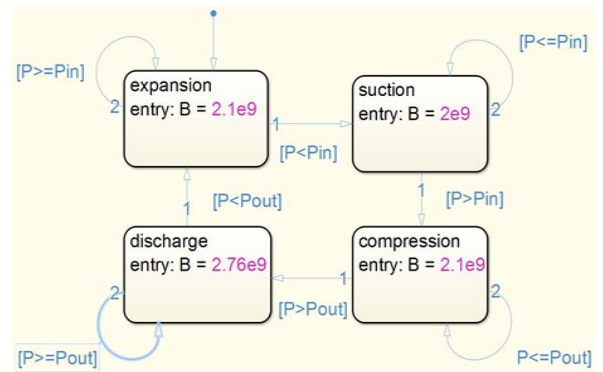 [P>=Pin]
expansion
entry: B = 2.1e9
2
1
[P<Pin]
[P<=Pin]
suction
entry: B = 2e9
2
1
[P>Pin]
1
[P<Pout]
discharge
entry: B = 2.76e9
2
[P>=Pout]
compression
entry: B = 2.1e9
1
[P>Pout]
2
P<=Pout]